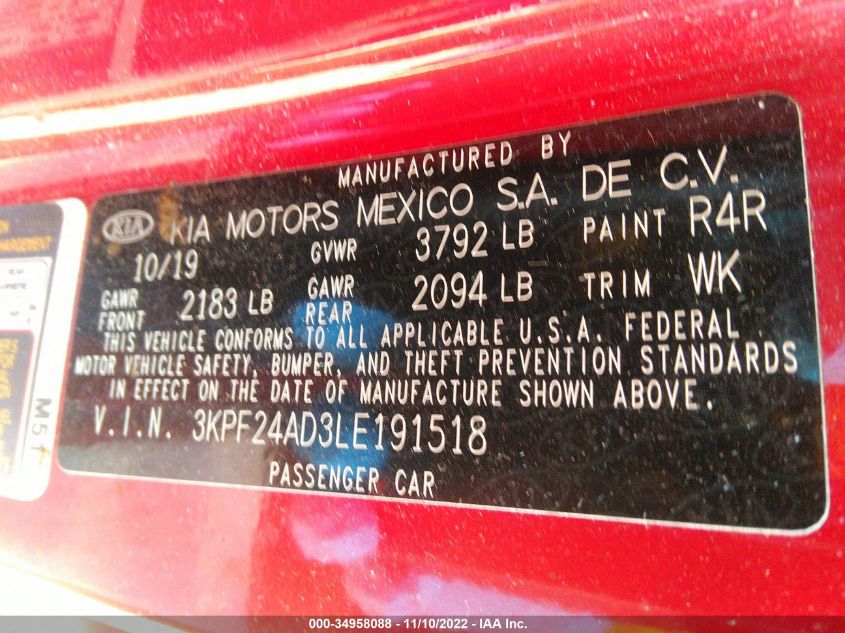 MANUFACTURED BY
KIA KIA MOTORS MEXICO S.A. DE C.V.
10/19 GVWR 3792 LB PAINT R4R
GAWR FRONT 2183 LB GAWR REAR 2094 LB TRIM WK
THIS VEHICLE CONFORMS TO ALL APPLICABLE U.S.A. FEDERAL
MOTOR VEHICLE SAFETY, BUMPER, AND THEFT PREVENTION STANDARDS
IN EFFECT ON THE DATE OF MANUFACTURE SHOWN ABOVE.
V.I.N. 3KPF24AD3LE191518
PASSENGER CAR
000-34958088 - 11/10/2022 - IAA Inc.